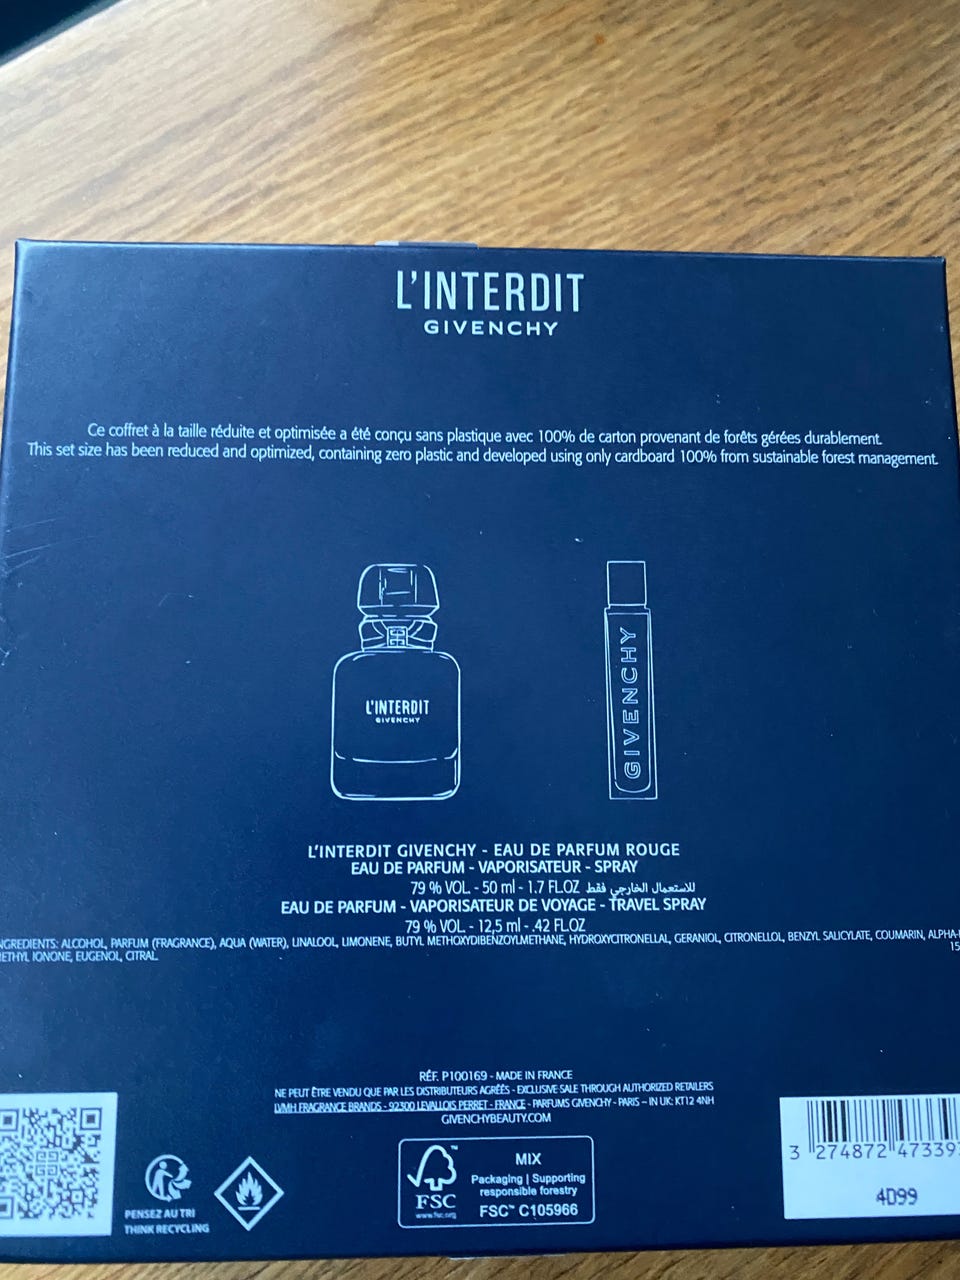 L'INTERDIT
GIVENCHY
Ce coffret à la taille réduite et optimisée a été conçu sans plastique avec 100% de carton provenant de forêts gérées durablement.
This set size has been reduced and optimized, containing zero plastic and developed using only cardboard 100% from sustainable forest management.
L'INTERDIT
GIVENCHY
GIVENCHY
L'INTERDIT GIVENCHY - EAU DE PARFUM ROUGE
EAU DE PARFUM - VAPORISATEUR - SPRAY
79 % VOL. - 50 ml - 1.7 FL.OZ للاستعمال الخارجي فقط
EAU DE PARFUM - VAPORISATEUR DE VOYAGE - TRAVEL SPRAY
79 % VOL. - 12,5 ml - .42 FL.OZ
NGREDIENTS: ALCOHOL, PARFUM (FRAGRANCE), AQUA (WATER), LINALOOL, LIMONENE, BUTYL METHOXYDIBENZOYLMETHANE, HYDROXYCITRONELLAL, GERANIOL, CITRONELLOL, BENZYL SALICYLATE, COUMARIN, ALPHA-
ETHYL IONONE, EUGENOL, CITRAL. 15
RÉF. P100169 - MADE IN FRANCE
NE PEUT ÊTRE VENDU QUE PAR LES DISTRIBUTEURS AGRÉÉS - EXCLUSIVE SALE THROUGH AUTHORIZED RETAILERS
LVMH FRAGRANCE BRANDS - 92300 LEVALLOIS PERRET - FRANCE - PARFUMS GIVENCHY - PARIS – IN UK: KT12 4NH
GIVENCHYBEAUTY.COM
PENSEZ AU TRI
THINK RECYCLING
FSC™
www.fsc.org
MIX
Packaging | Supporting
responsible forestry
FSC™ C105966
3 274872 47339
4D99